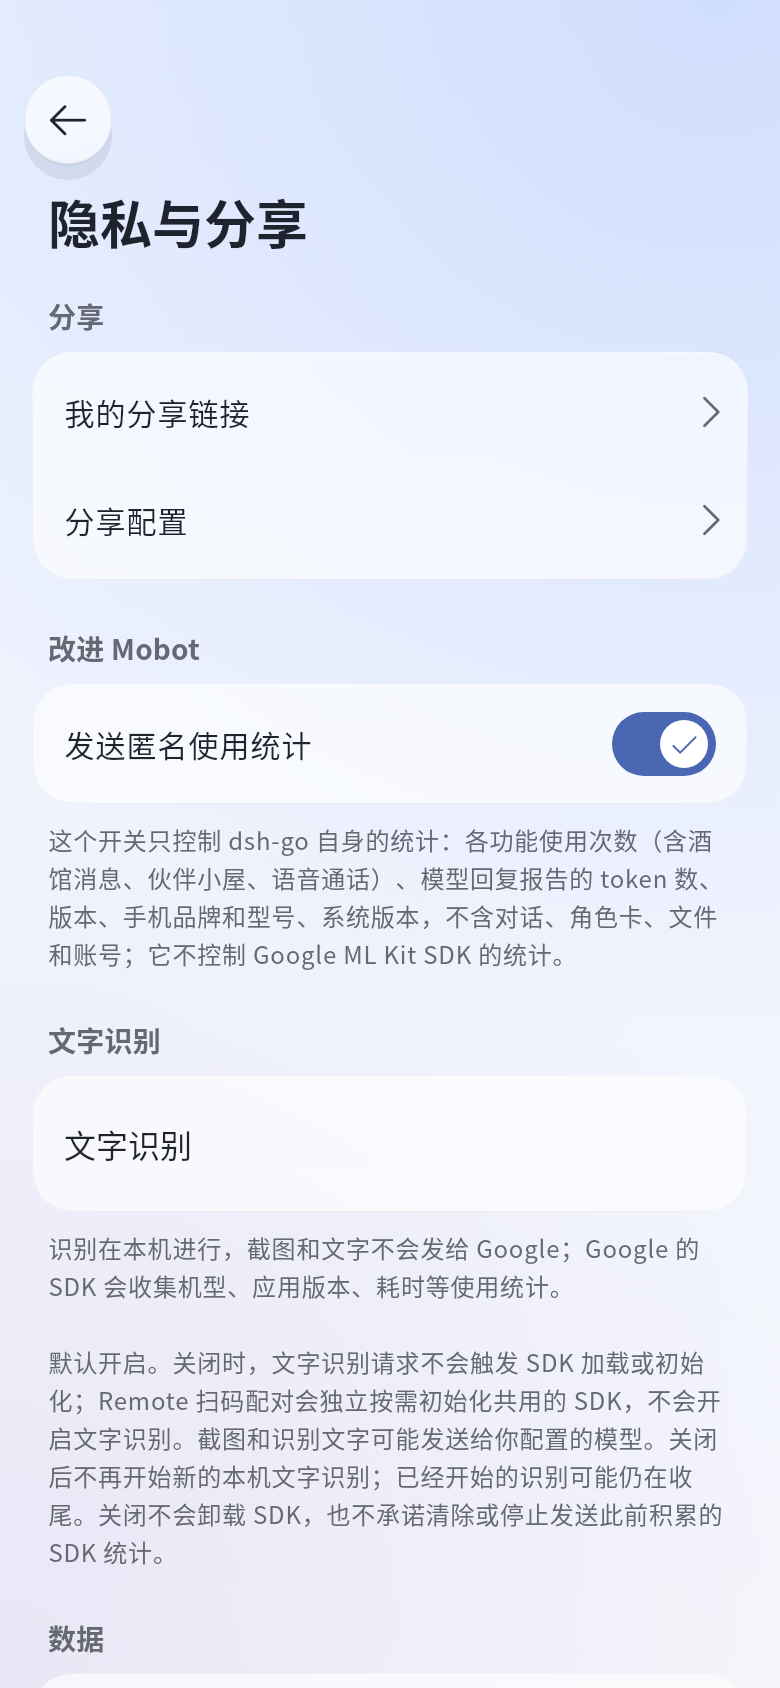 隐私与分享
分享
我的分享链接
分享配置
改进 Mobot
发送匿名使用统计
这个开关只控制 dsh-go 自身的统计：各功能使用次数（含酒
馆消息、伙伴小屋、语音通话）、模型回复报告的 token 数、
版本、手机品牌和型号、系统版本，不含对话、角色卡、文件
和账号；它不控制 Google ML Kit SDK 的统计。
文字识别
文字识别
识别在本机进行，截图和文字不会发给 Google；Google 的
SDK 会收集机型、应用版本、耗时等使用统计。
默认开启。关闭时，文字识别请求不会触发 SDK 加载或初始
化；Remote 扫码配对会独立按需初始化共用的 SDK，不会开
启文字识别。截图和识别文字可能发送给你配置的模型。关闭
后不再开始新的本机文字识别；已经开始的识别可能仍在收
尾。关闭不会卸载 SDK，也不承诺清除或停止发送此前积累的
SDK 统计。
数据